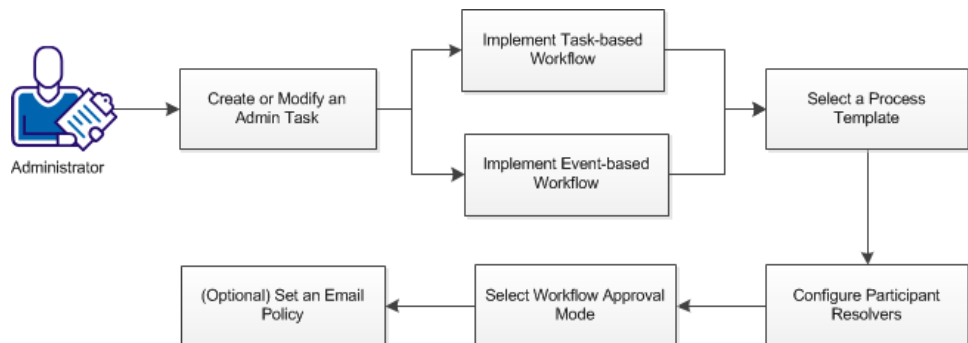 Administrator
Create or Modify an
Admin Task
Implement Task-based
Workflow
Implement Event-based
Workflow
Select a Process
Template
Configure Participant
Resolvers
Select Workflow Approval
Mode
(Optional) Set an Email
Policy